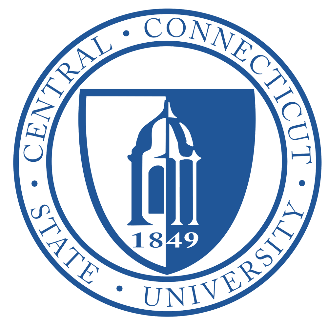 CENTRAL • CONNECTICUT • STATE • UNIVERSITY •
1849